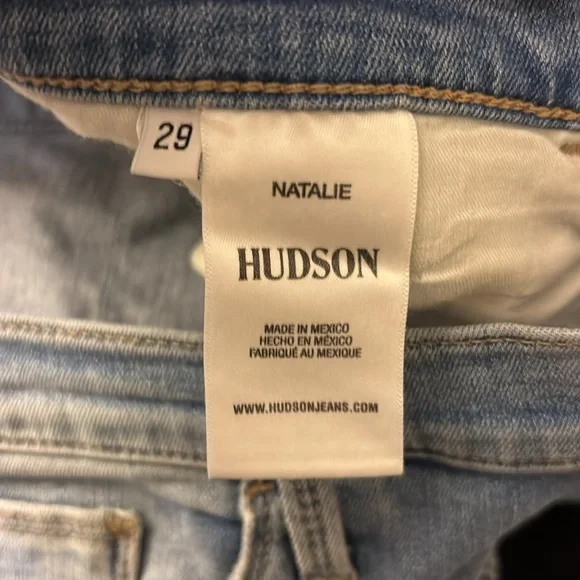 29
NATALIE
HUDSON
MADE IN MEXICO
HECHO EN MÉXICO
FABRIQUÉ AU MEXIQUE
WWW.HUDSONJEANS.COM